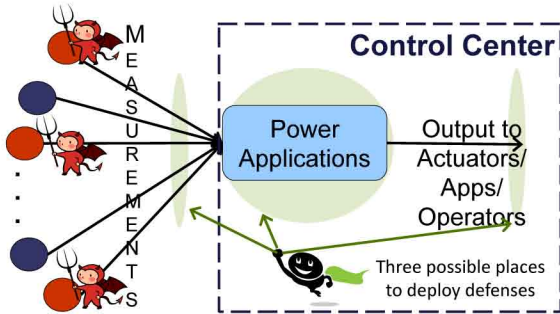 MEASUREMENTS
Control Center
Power
Applications
Output to
Actuators/
Apps/
Operators
Three possible places
to deploy defenses